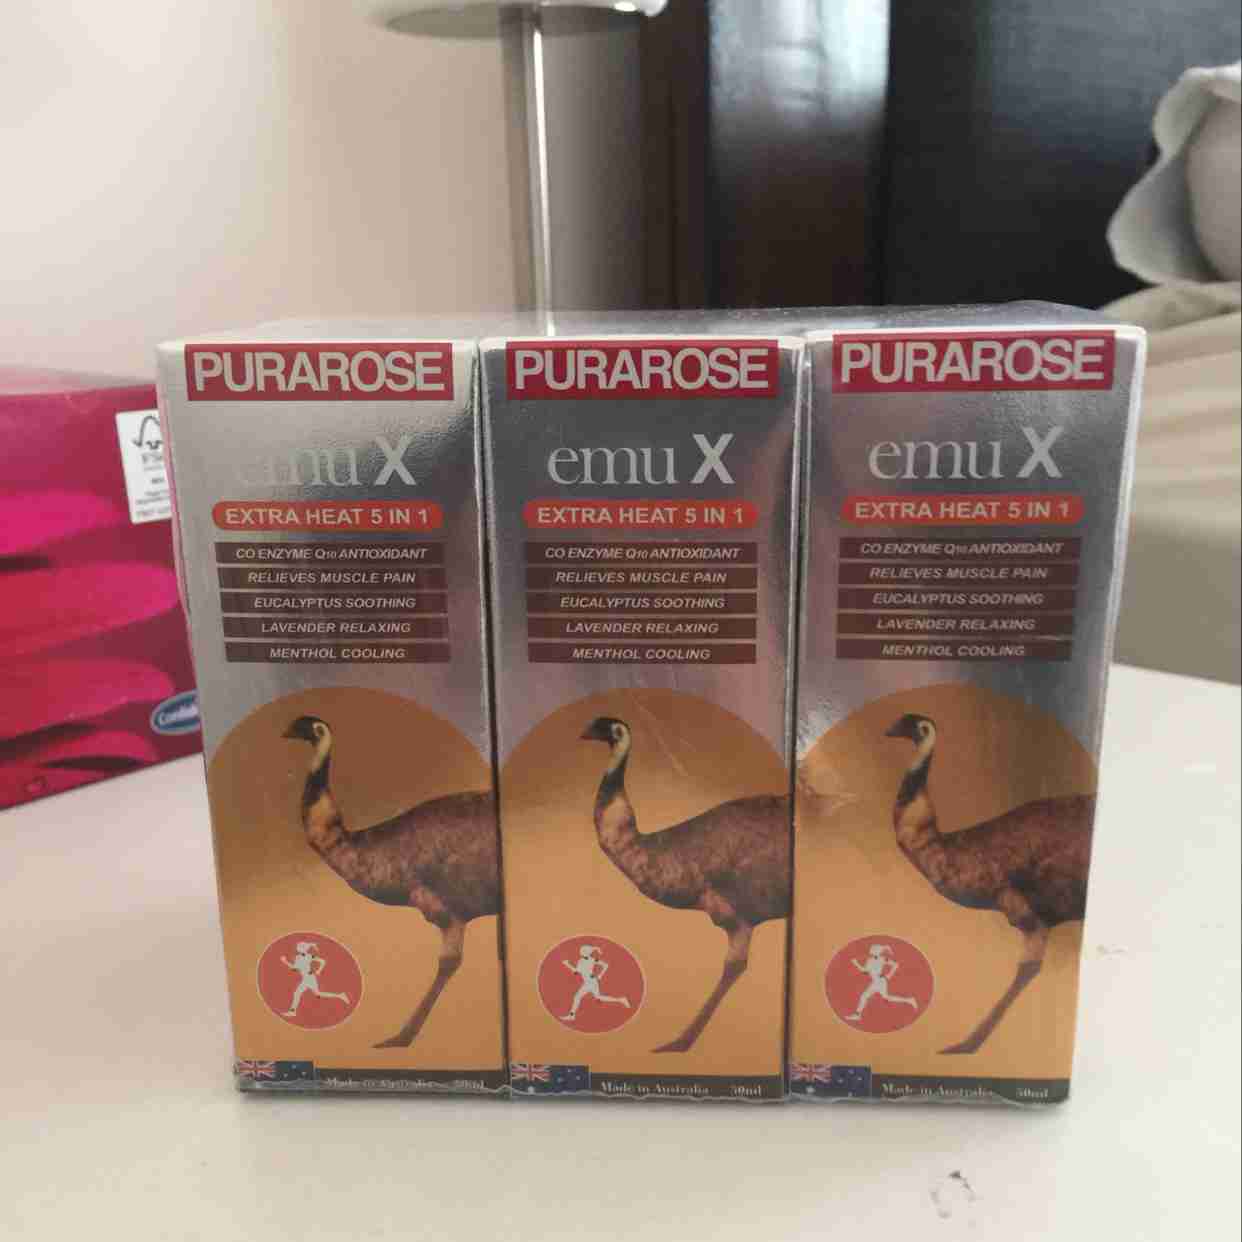 PURAROSE
emu X
EXTRA HEAT 5 IN 1
CO ENZYME Q10 ANTIOXIDANT
RELIEVES MUSCLE PAIN
EUCALYPTUS SOOTHING
LAVENDER RELAXING
MENTHOL COOLING
Made in Australia 50ml
PURAROSE
emu X
EXTRA HEAT 5 IN 1
CO ENZYME Q10 ANTIOXIDANT
RELIEVES MUSCLE PAIN
EUCALYPTUS SOOTHING
LAVENDER RELAXING
MENTHOL COOLING
Made in Australia 50ml
PURAROSE
emu X
EXTRA HEAT 5 IN 1
CO ENZYME Q10 ANTIOXIDANT
RELIEVES MUSCLE PAIN
EUCALYPTUS SOOTHING
LAVENDER RELAXING
MENTHOL COOLING
Made in Australia 50ml